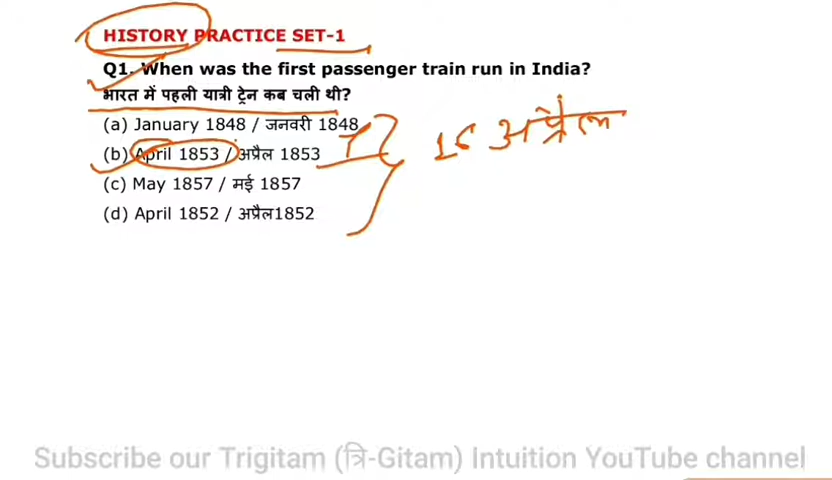 HISTORY PRACTICE SET-1
Q1. When was the first passenger train run in India?
भारत में पहली यात्री ट्रेन कब चली थी?
(a) January 1848 / जनवरी 1848
(b) April 1853 / अप्रैल 1853
16 अप्रैल
(c) May 1857 / मई 1857
(d) April 1852 / अप्रैल1852
Subscribe our Trigitam (त्रि-Gitam) Intuition YouTube channel